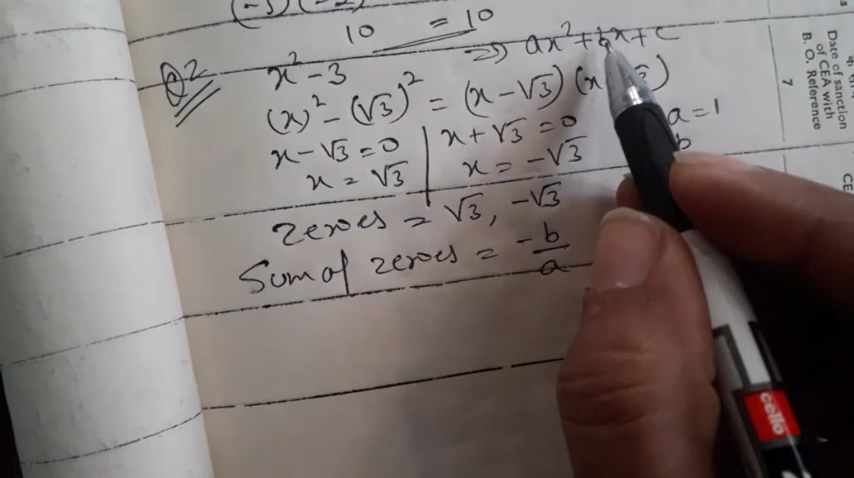 10 = 10
Q2 x² - 3 ⇒ ax² + bx + c
(x)² - (√3)² = (x - √3) (x
x - √3 = 0 | x + √3 = 0 a = 1
x = √3 | x = -√3 b
Zeroes = √3, -√3
Sum of zeroes = -b/a
Date of sanction
of CEA with
B. O. Reference
7
CE
cello